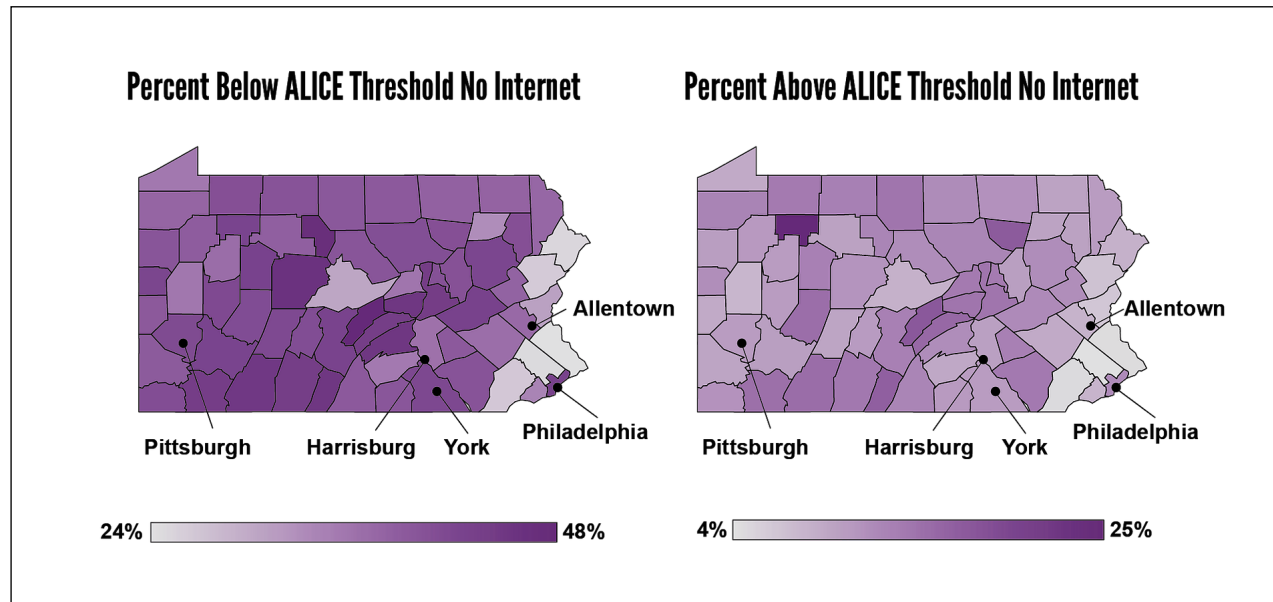 Percent Below ALICE Threshold No Internet
Percent Above ALICE Threshold No Internet
Allentown
Philadelphia
Pittsburgh
Harrisburg
York
Allentown
Philadelphia
Pittsburgh
Harrisburg
York
24%
48%
4%
25%